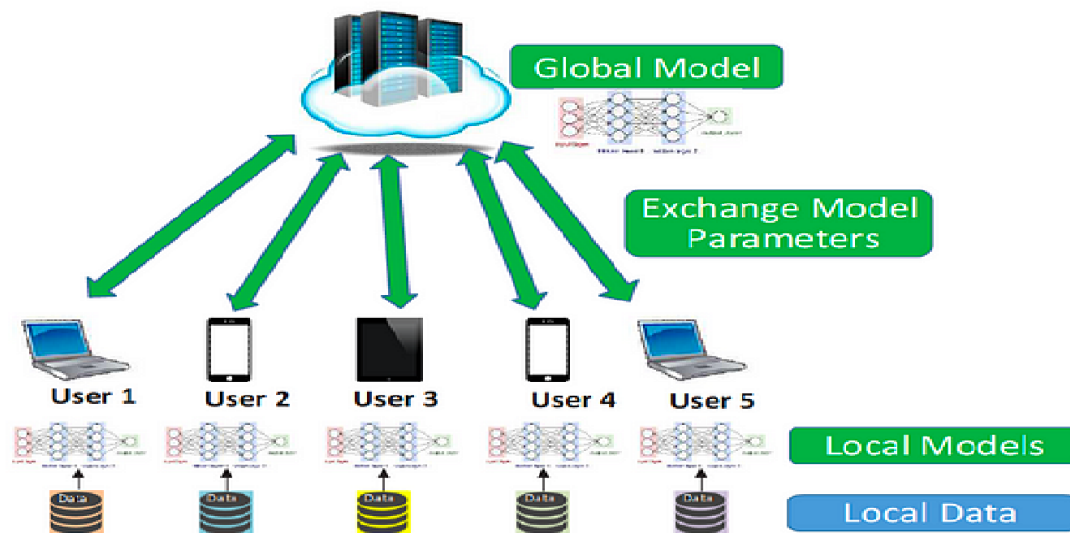 Global Model
Exchange Model
Parameters
User 1
User 2
User 3
User 4
User 5
Local Models
Data
Data
Data
Data
Data
Local Data